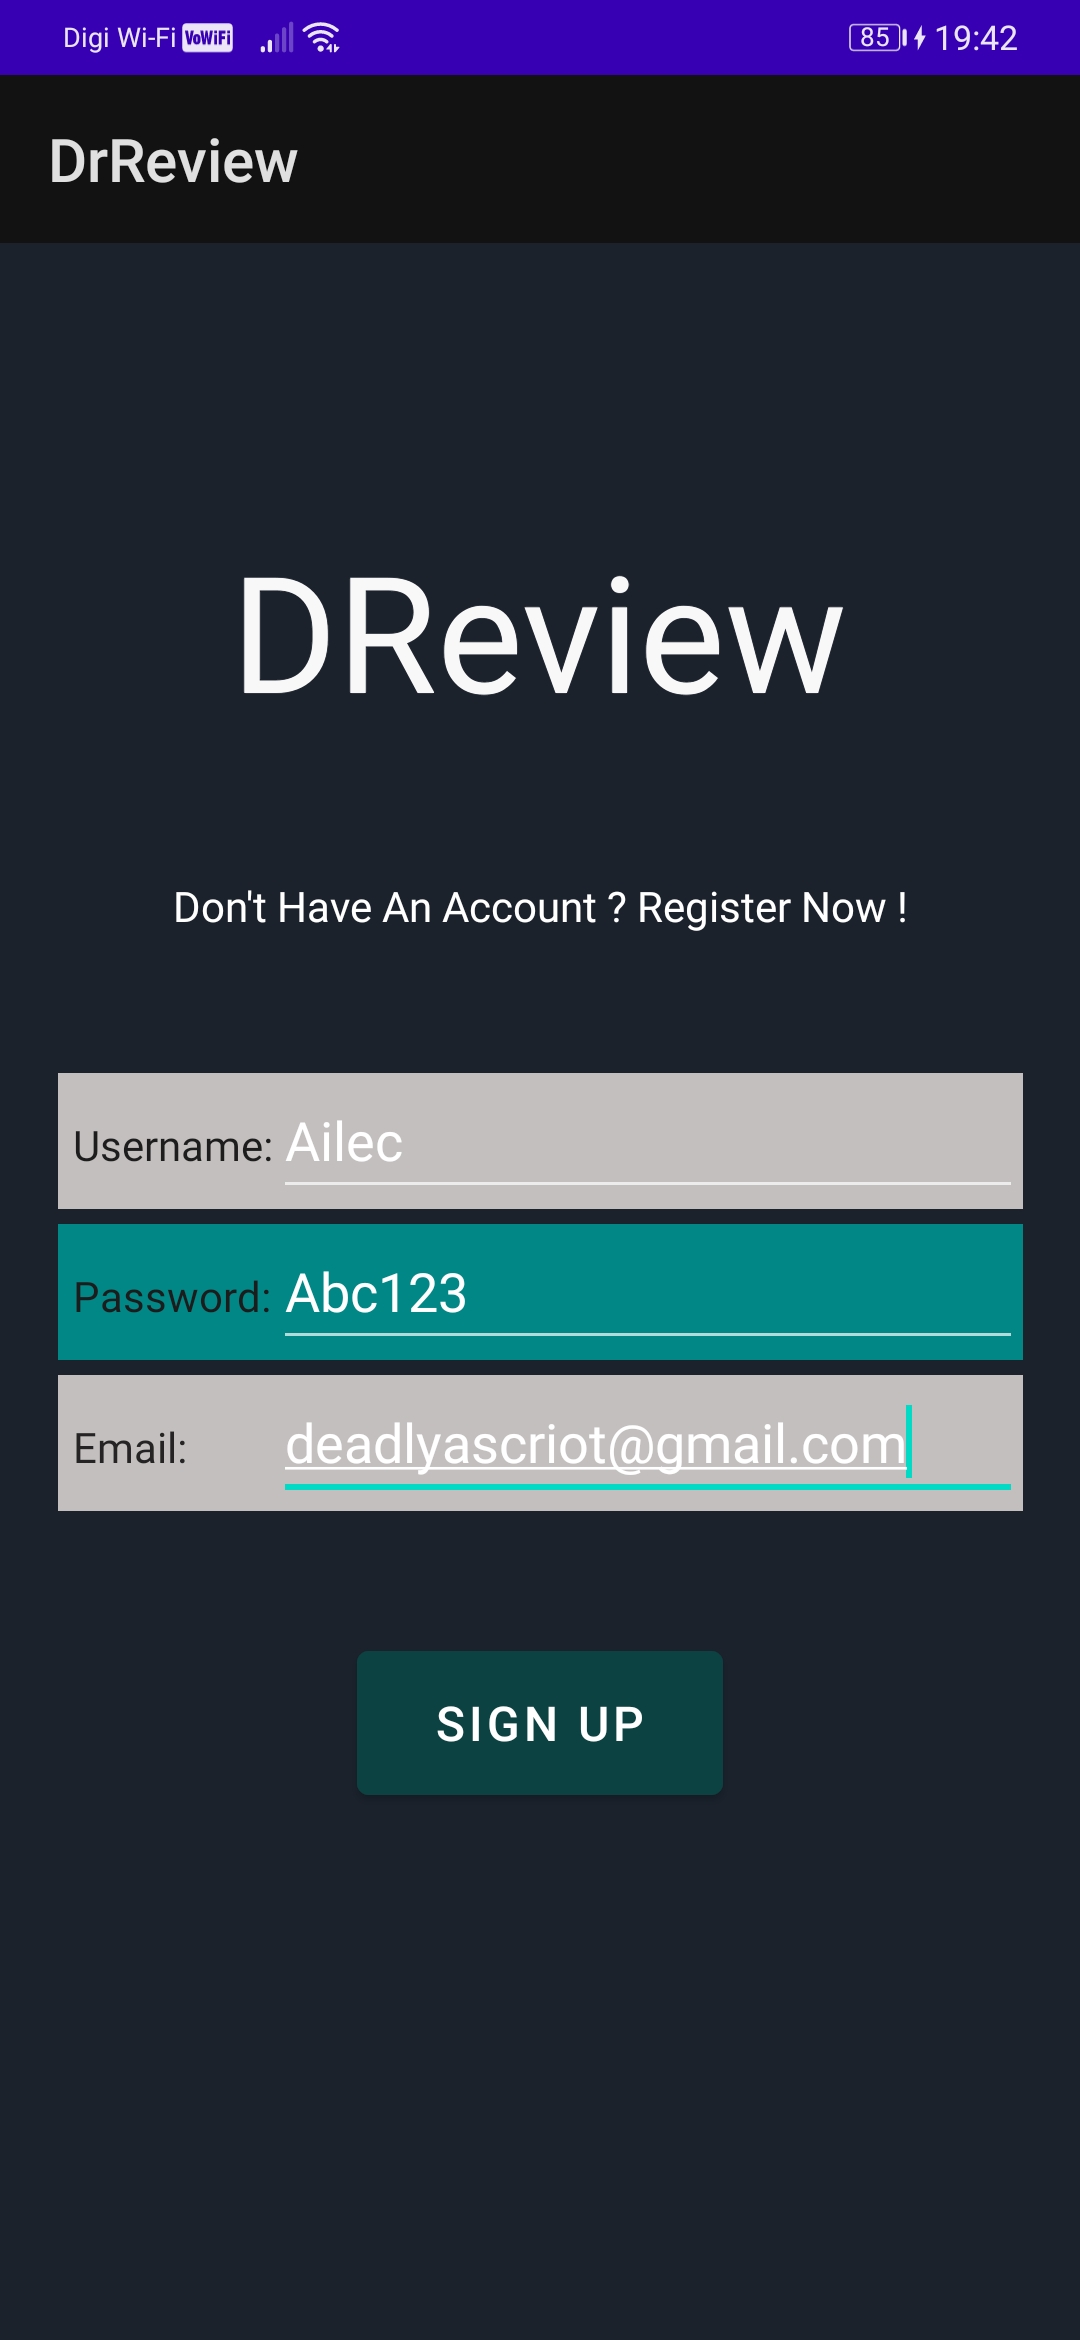 Digi Wi-Fi VoWiFi 85 19:42
DrReview
DReview
Don't Have An Account ? Register Now !
Username: Ailec
Password: Abc123
Email: deadlyascriot@gmail.com
SIGN UP